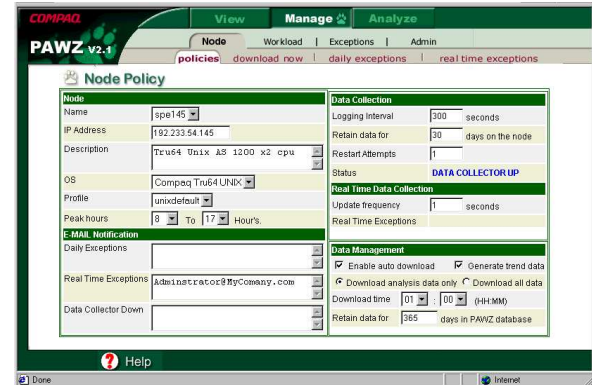 COMPAQ
View Manage Analyze
PAWZ v2.1
Node Workload | Exceptions | Admin
policies download now | daily exceptions | real time exceptions
Node Policy
Node
Name spe145
IP Address 192.233.54.145
Description Tru64 Unix AS 1200 x2 cpu
OS Compaq Tru64 UNIX
Profile unixdefault
Peak hours 8 To 17 Hour's.
E-MAIL Notification
Daily Exceptions
Real Time Exceptions Adminstrator@MyComany.com
Data Collector Down
Data Collection
Logging Interval 300 seconds
Retain data for 30 days on the node
Restart Attempts 1
Status DATA COLLECTOR UP
Real Time Data Collection
Update frequency 1 seconds
Real Time Exceptions
Data Management
Enable auto download Generate trend data
Download analysis data only Download all data
Download time 01 : 00 (HH:MM)
Retain data for 365 days in PAWZ database
? Help
Done Internet